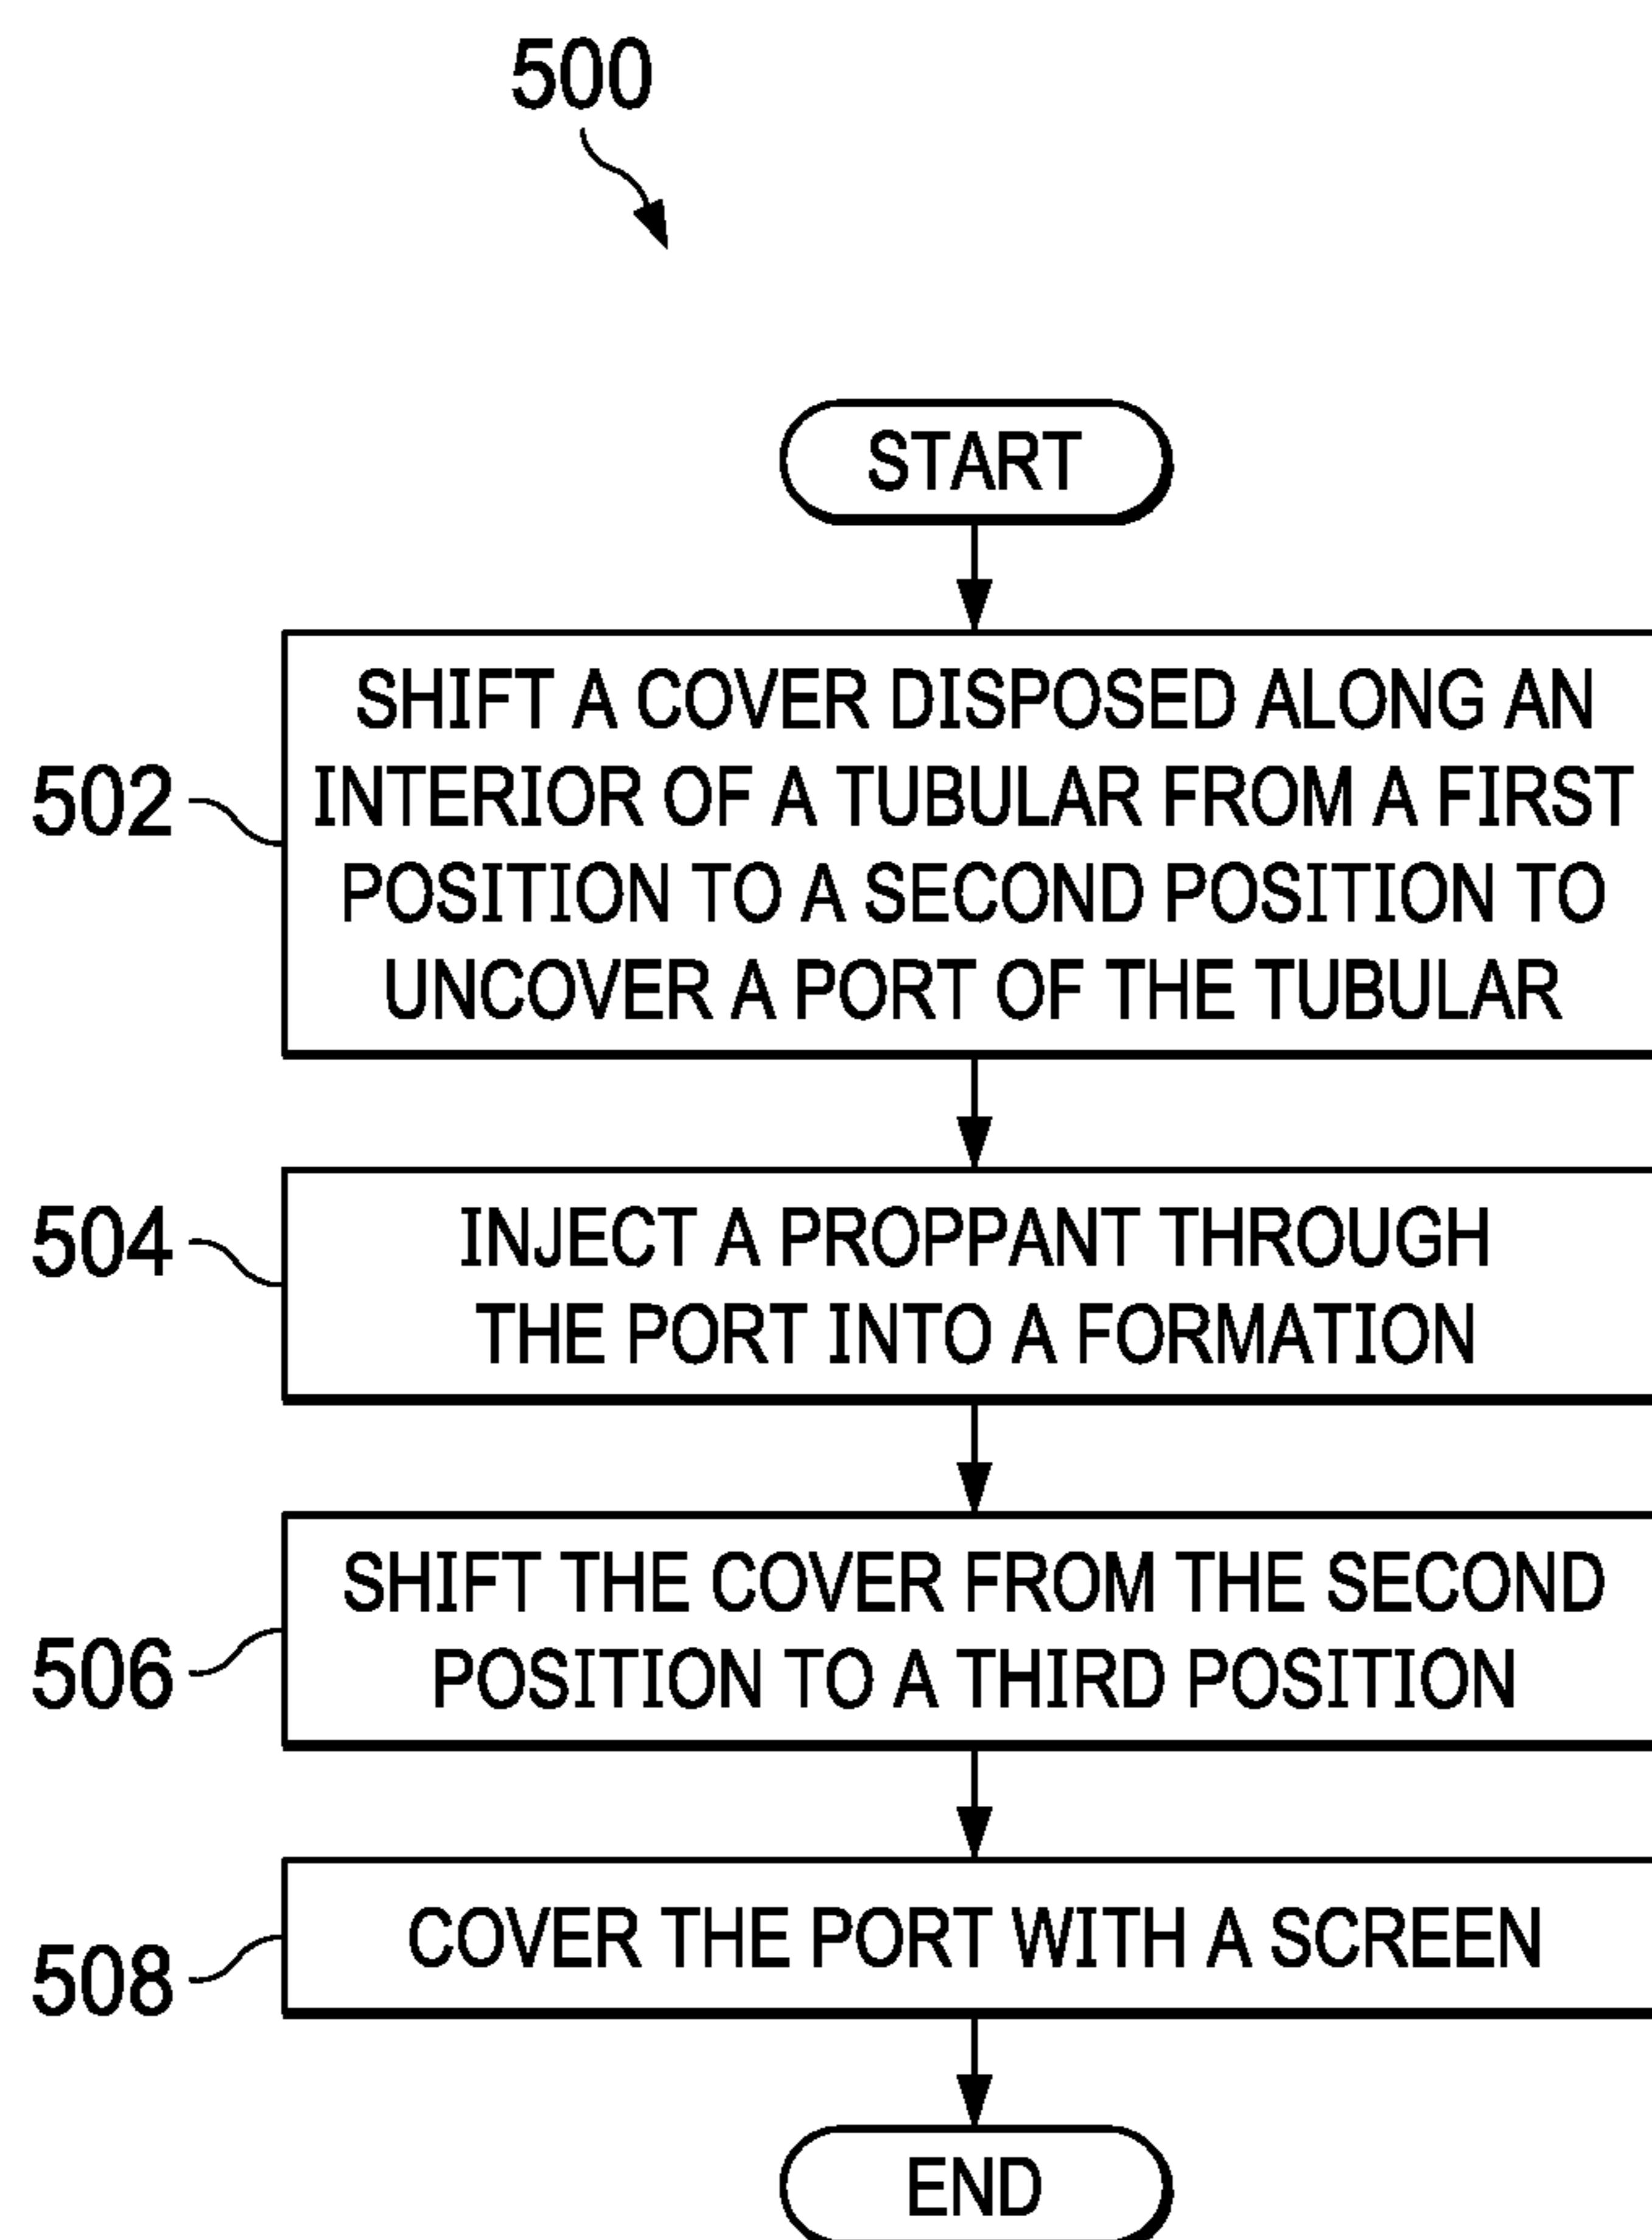 500
START
SHIFT A COVER DISPOSED ALONG AN
INTERIOR OF A TUBULAR FROM A FIRST
502
POSITION TO A SECOND POSITION TO
UNCOVER A PORT OF THE TUBULAR
504
INJECT A PROPPANT THROUGH
THE PORT INTO A FORMATION
SHIFT THE COVER FROM THE SECOND
506
POSITION TO A THIRD POSITION
COVER THE PORT WITH A SCREEN
508
END